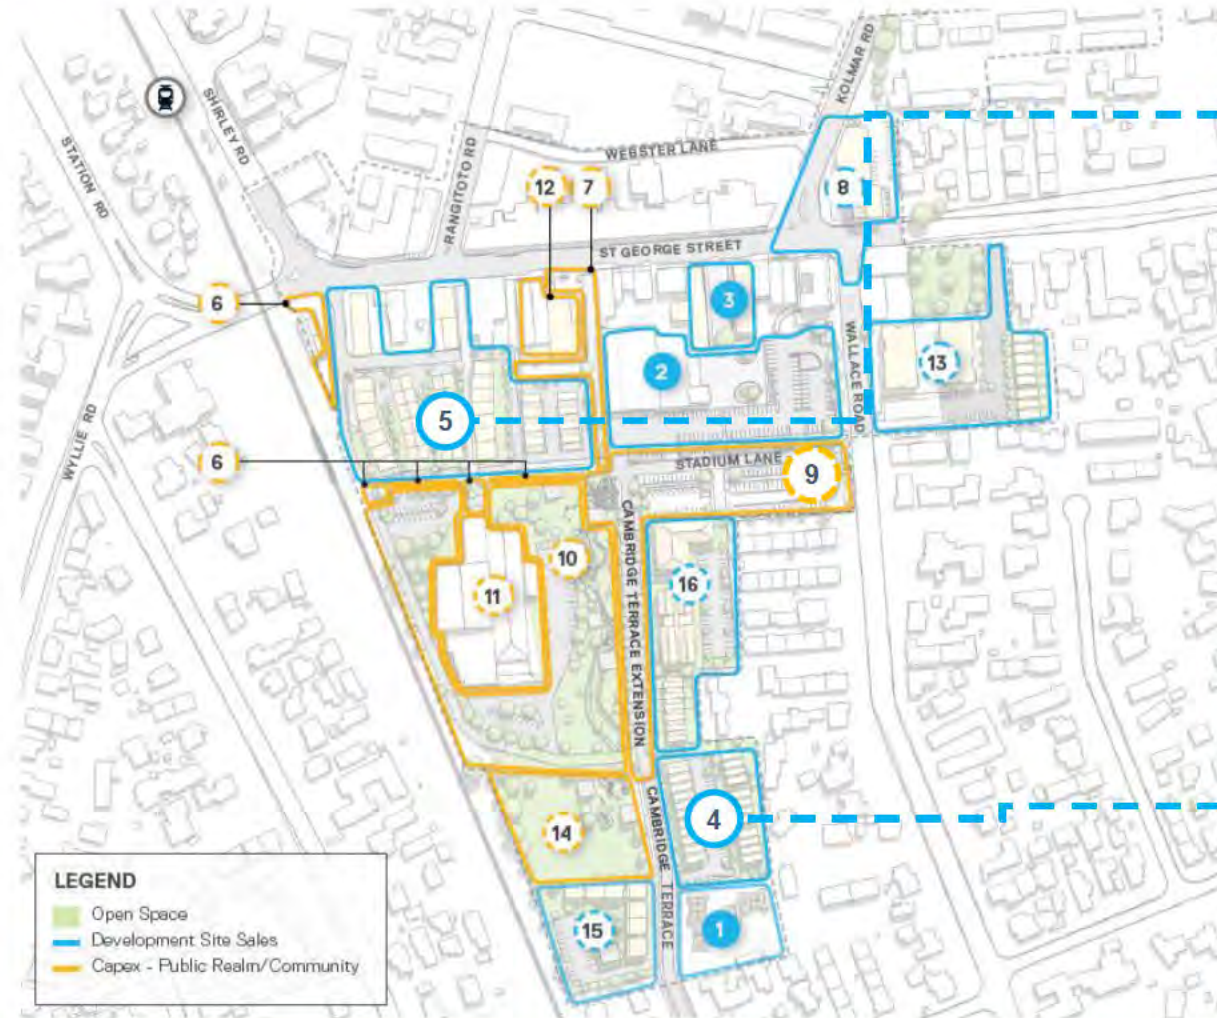 KOLMAR RD
SHIRLEY RD
STATION RD
RANGITOTO RD
WEBSTER LANE
12
7
8
ST GEORGE STREET
6
3
WALLACE ROAD
2
13
5
WYLLIE RD
6
STADIUM LANE
9
CAMBRIDGE TERRACE EXTENSION
10
16
11
4
14
CAMBRIDGE TERRACE
15
1
LEGEND
Open Space
Development Site Sales
Capex - Public Realm/Community